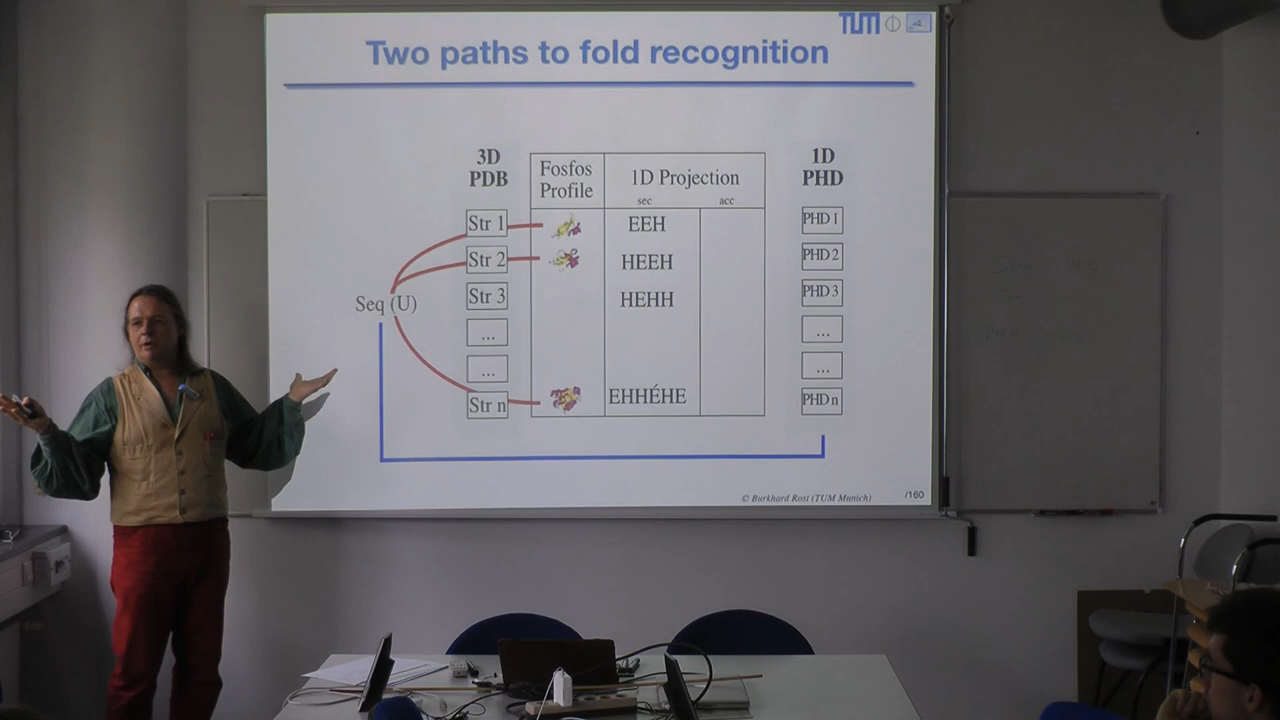 TUM
Two paths to fold recognition
3D
PDB
Fosfos
Profile
1D Projection
sec acc
1D
PHD
Str 1 EEH PHD 1
Str 2 HEEH PHD 2
Seq (U)
Str 3 HEHH PHD 3
... ...
... ...
Str n EHHÉHE PHD n
© Burkhard Rost (TUM Munich) /160